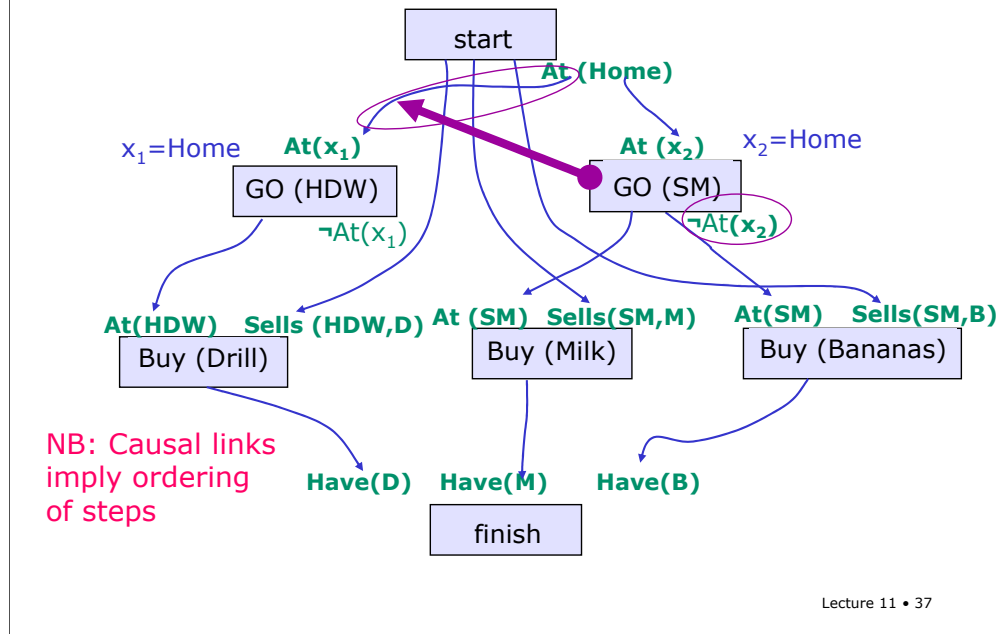 start
At (Home)
x₁=Home
At(x₁)
At (x₂)
x₂=Home
GO (HDW)
GO (SM)
¬At(x₁)
¬At(x₂)
At(HDW)
Sells (HDW,D)
At (SM)
Sells(SM,M)
At(SM)
Sells(SM,B)
Buy (Drill)
Buy (Milk)
Buy (Bananas)
NB: Causal links
imply ordering
of steps
Have(D)
Have(M)
Have(B)
finish
Lecture 11 • 37